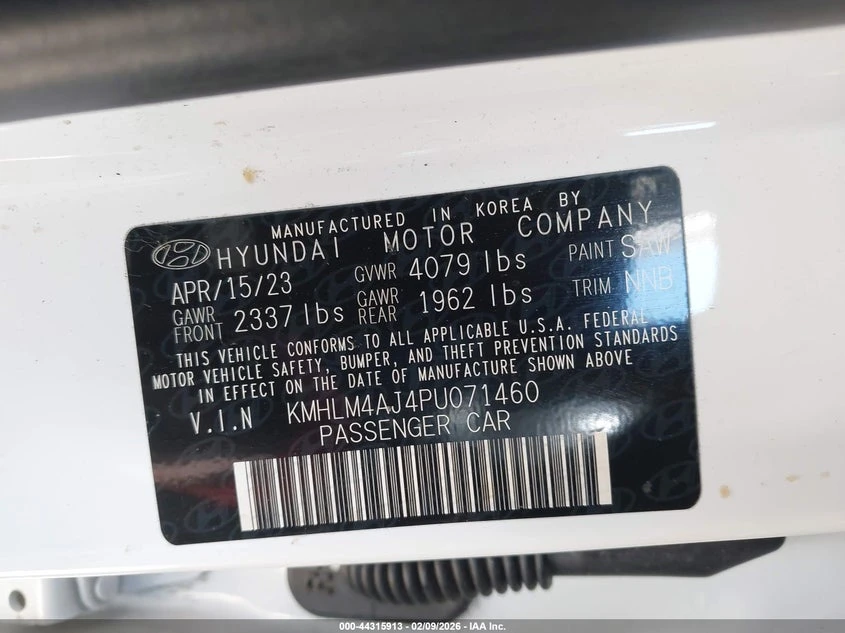 MANUFACTURED IN KOREA BY
HYUNDAI MOTOR COMPANY
APR/15/23 GVWR 4079 lbs PAINT SAW
GAWR FRONT 2337 lbs GAWR REAR 1962 lbs TRIM NNB
THIS VEHICLE CONFORMS TO ALL APPLICABLE U.S.A. FEDERAL
MOTOR VEHICLE SAFETY, BUMPER, AND THEFT PREVENTION STANDARDS
IN EFFECT ON THE DATE OF MANUFACTURE SHOWN ABOVE
V.I.N KMHLM4AJ4PU071460
PASSENGER CAR
000-44315913 - 02/09/2026 - IAA Inc.